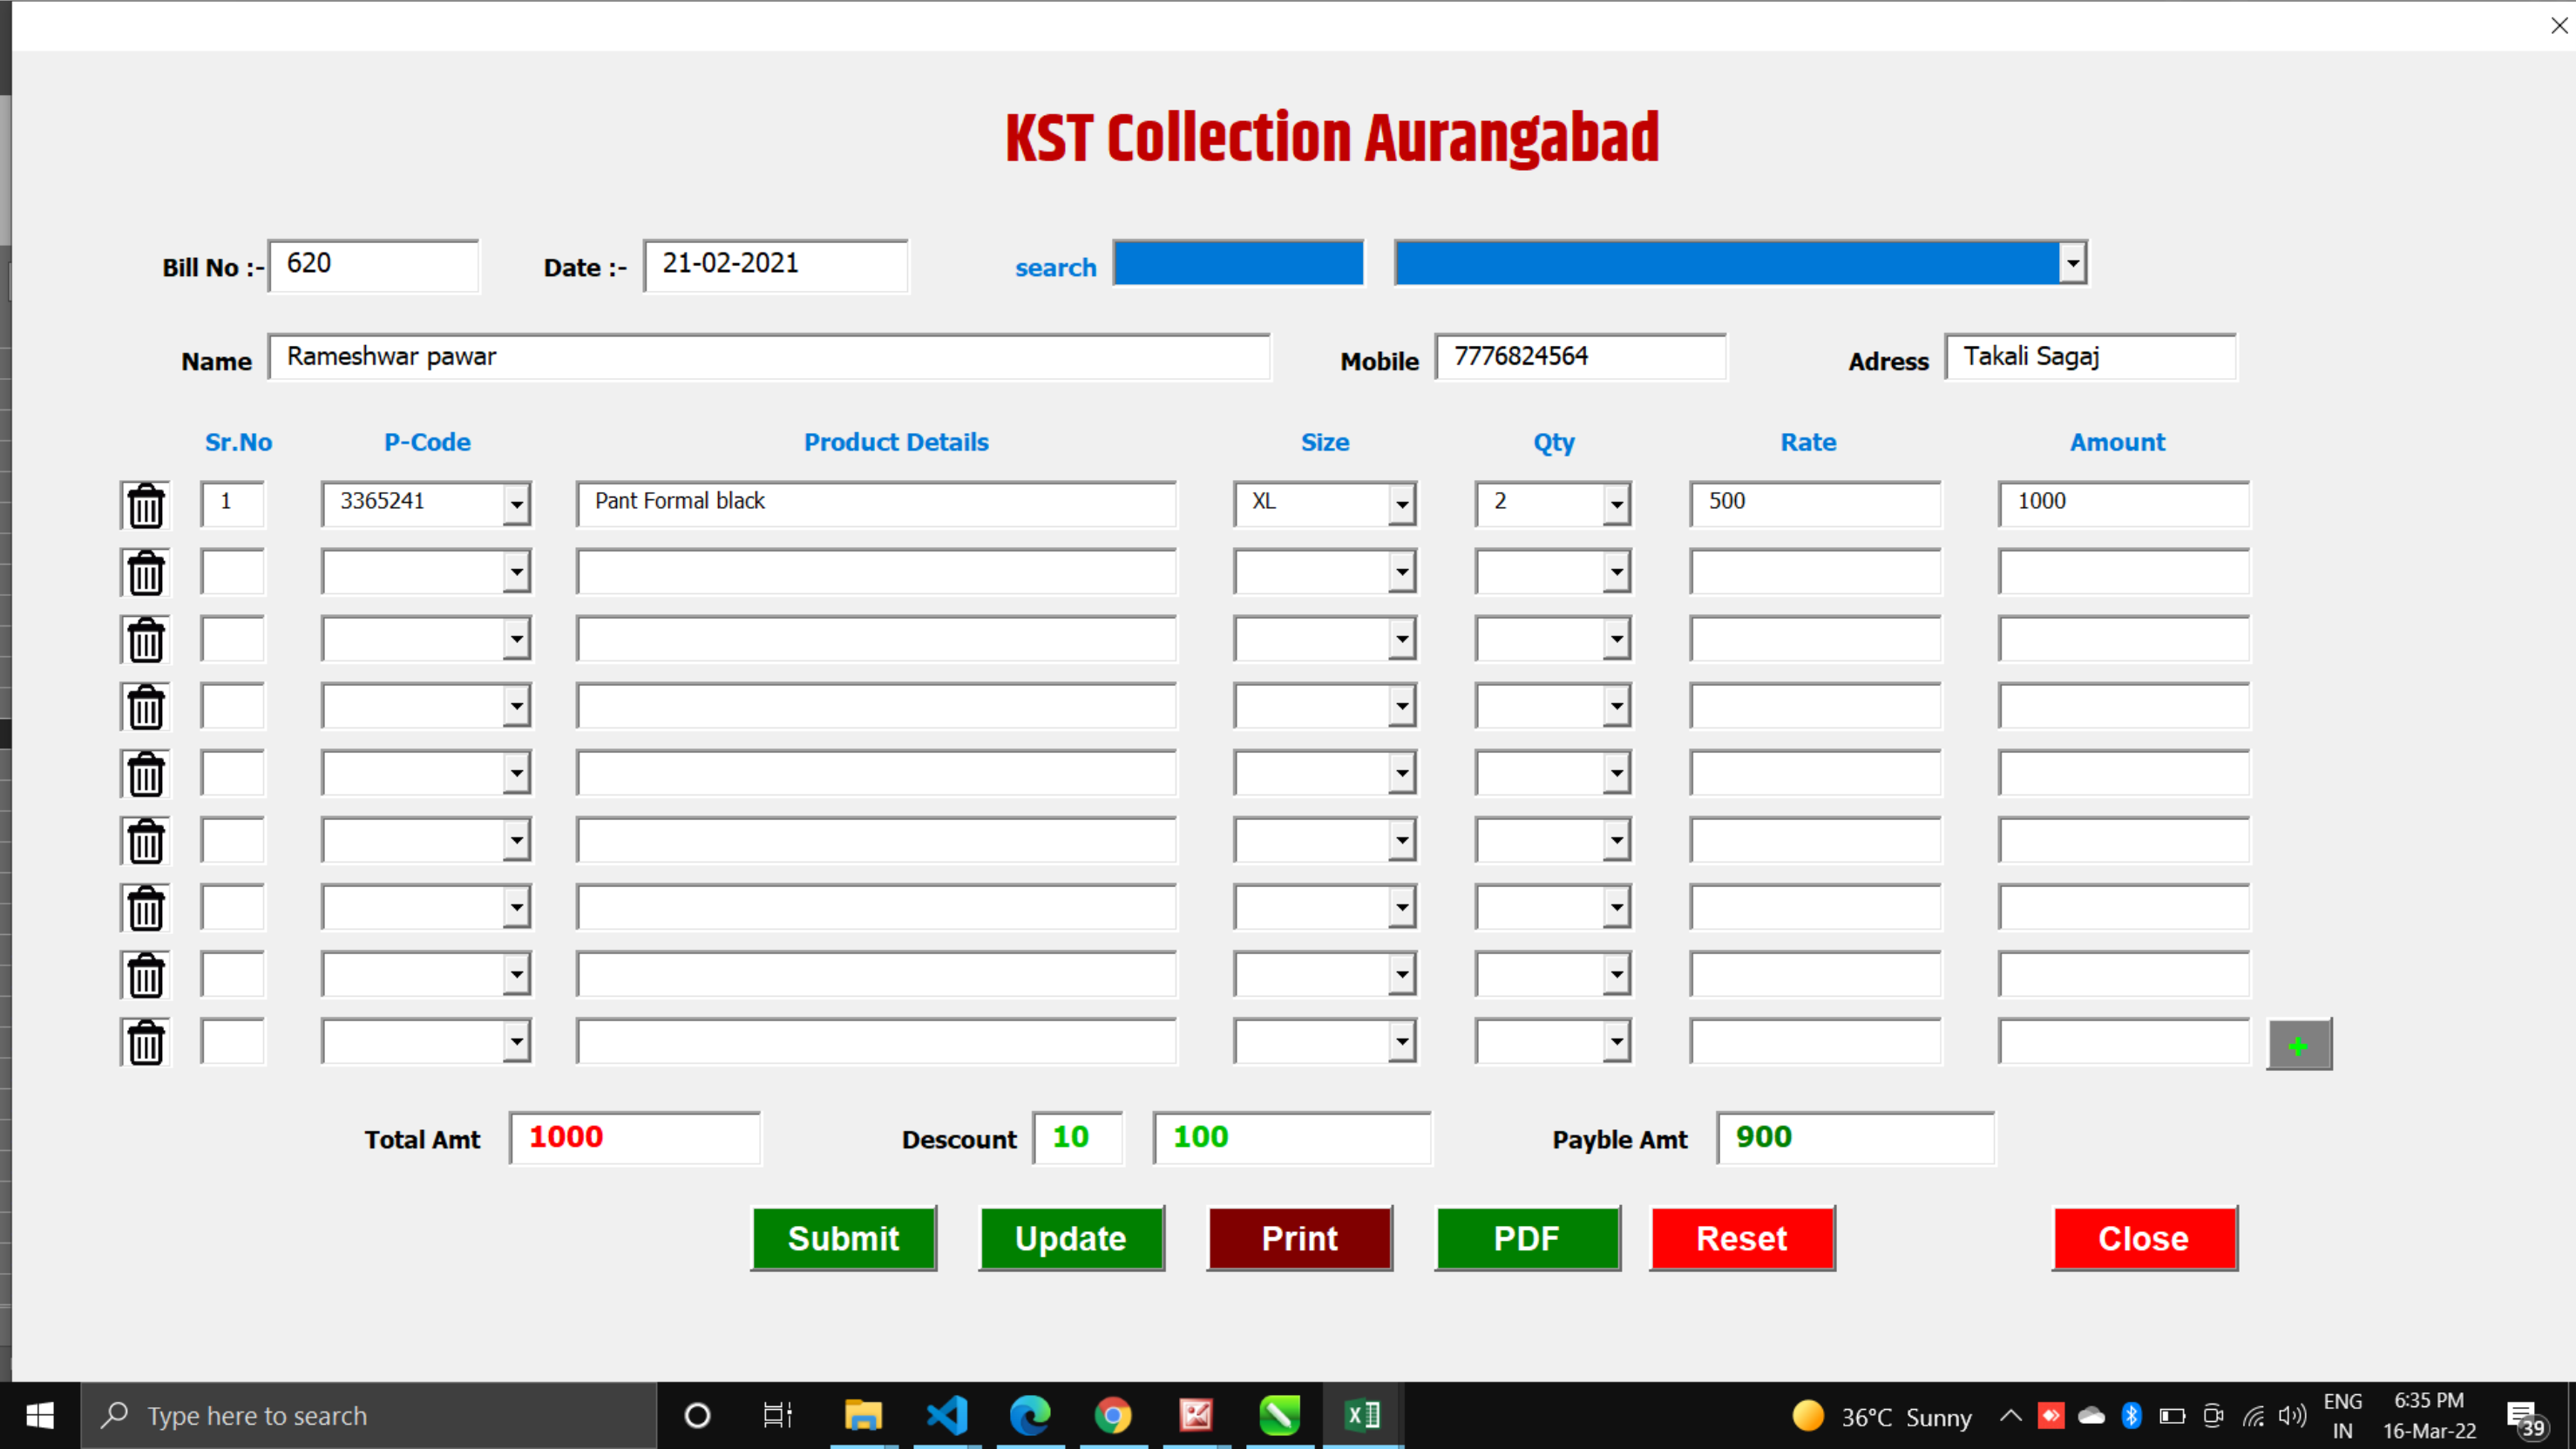 KST Collection Aurangabad
Bill No :- 620 Date :- 21-02-2021 search
Name Rameshwar pawar Mobile 7776824564 Adress Takali Sagaj
Sr.No P-Code Product Details Size Qty Rate Amount
1 3365241 Pant Formal black XL 2 500 1000
+
Total Amt 1000 Descount 10 100 Payble Amt 900
Submit Update Print PDF Reset Close
Type here to search 36°C Sunny ENG 6:35 PM
IN 16-Mar-22 39